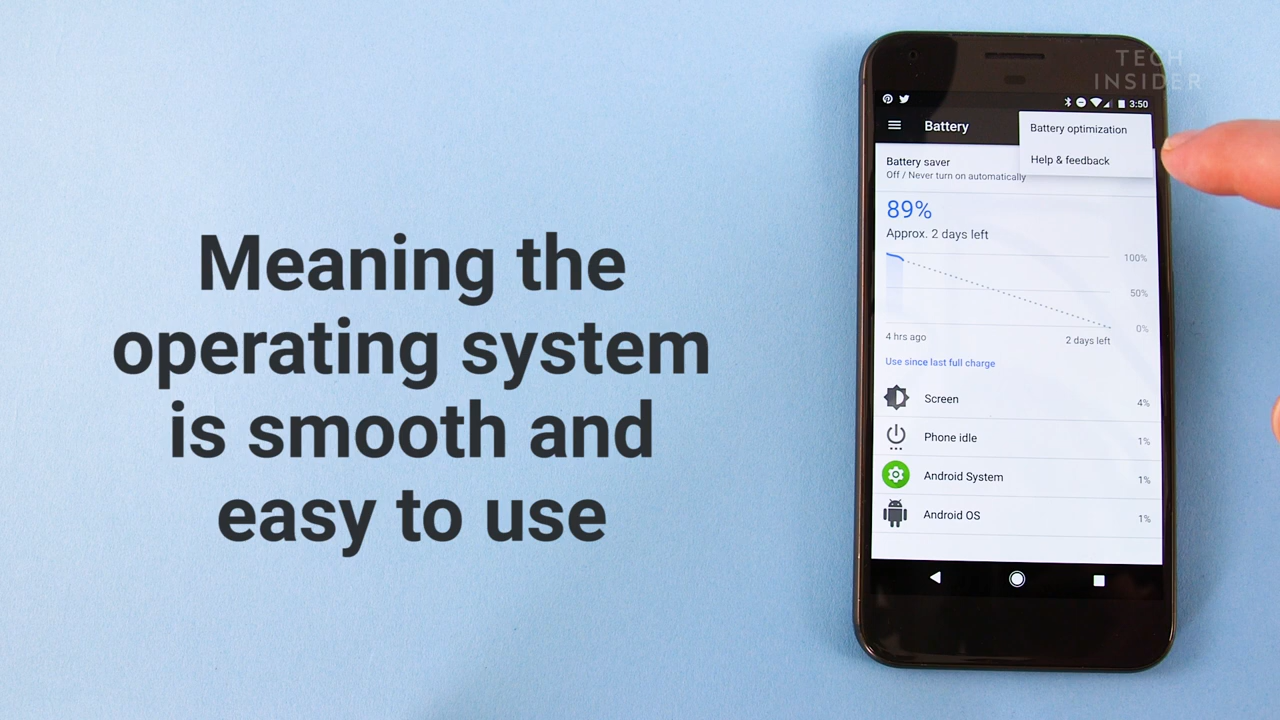 Meaning the
operating system
is smooth and
easy to use
TECH
INSIDER
3:50
Battery
Battery optimization
Help & feedback
Battery saver
Off / Never turn on automatically
89%
Approx. 2 days left
100%
50%
0%
4 hrs ago
2 days left
Use since last full charge
Screen
4%
Phone idle
1%
Android System
1%
Android OS
1%